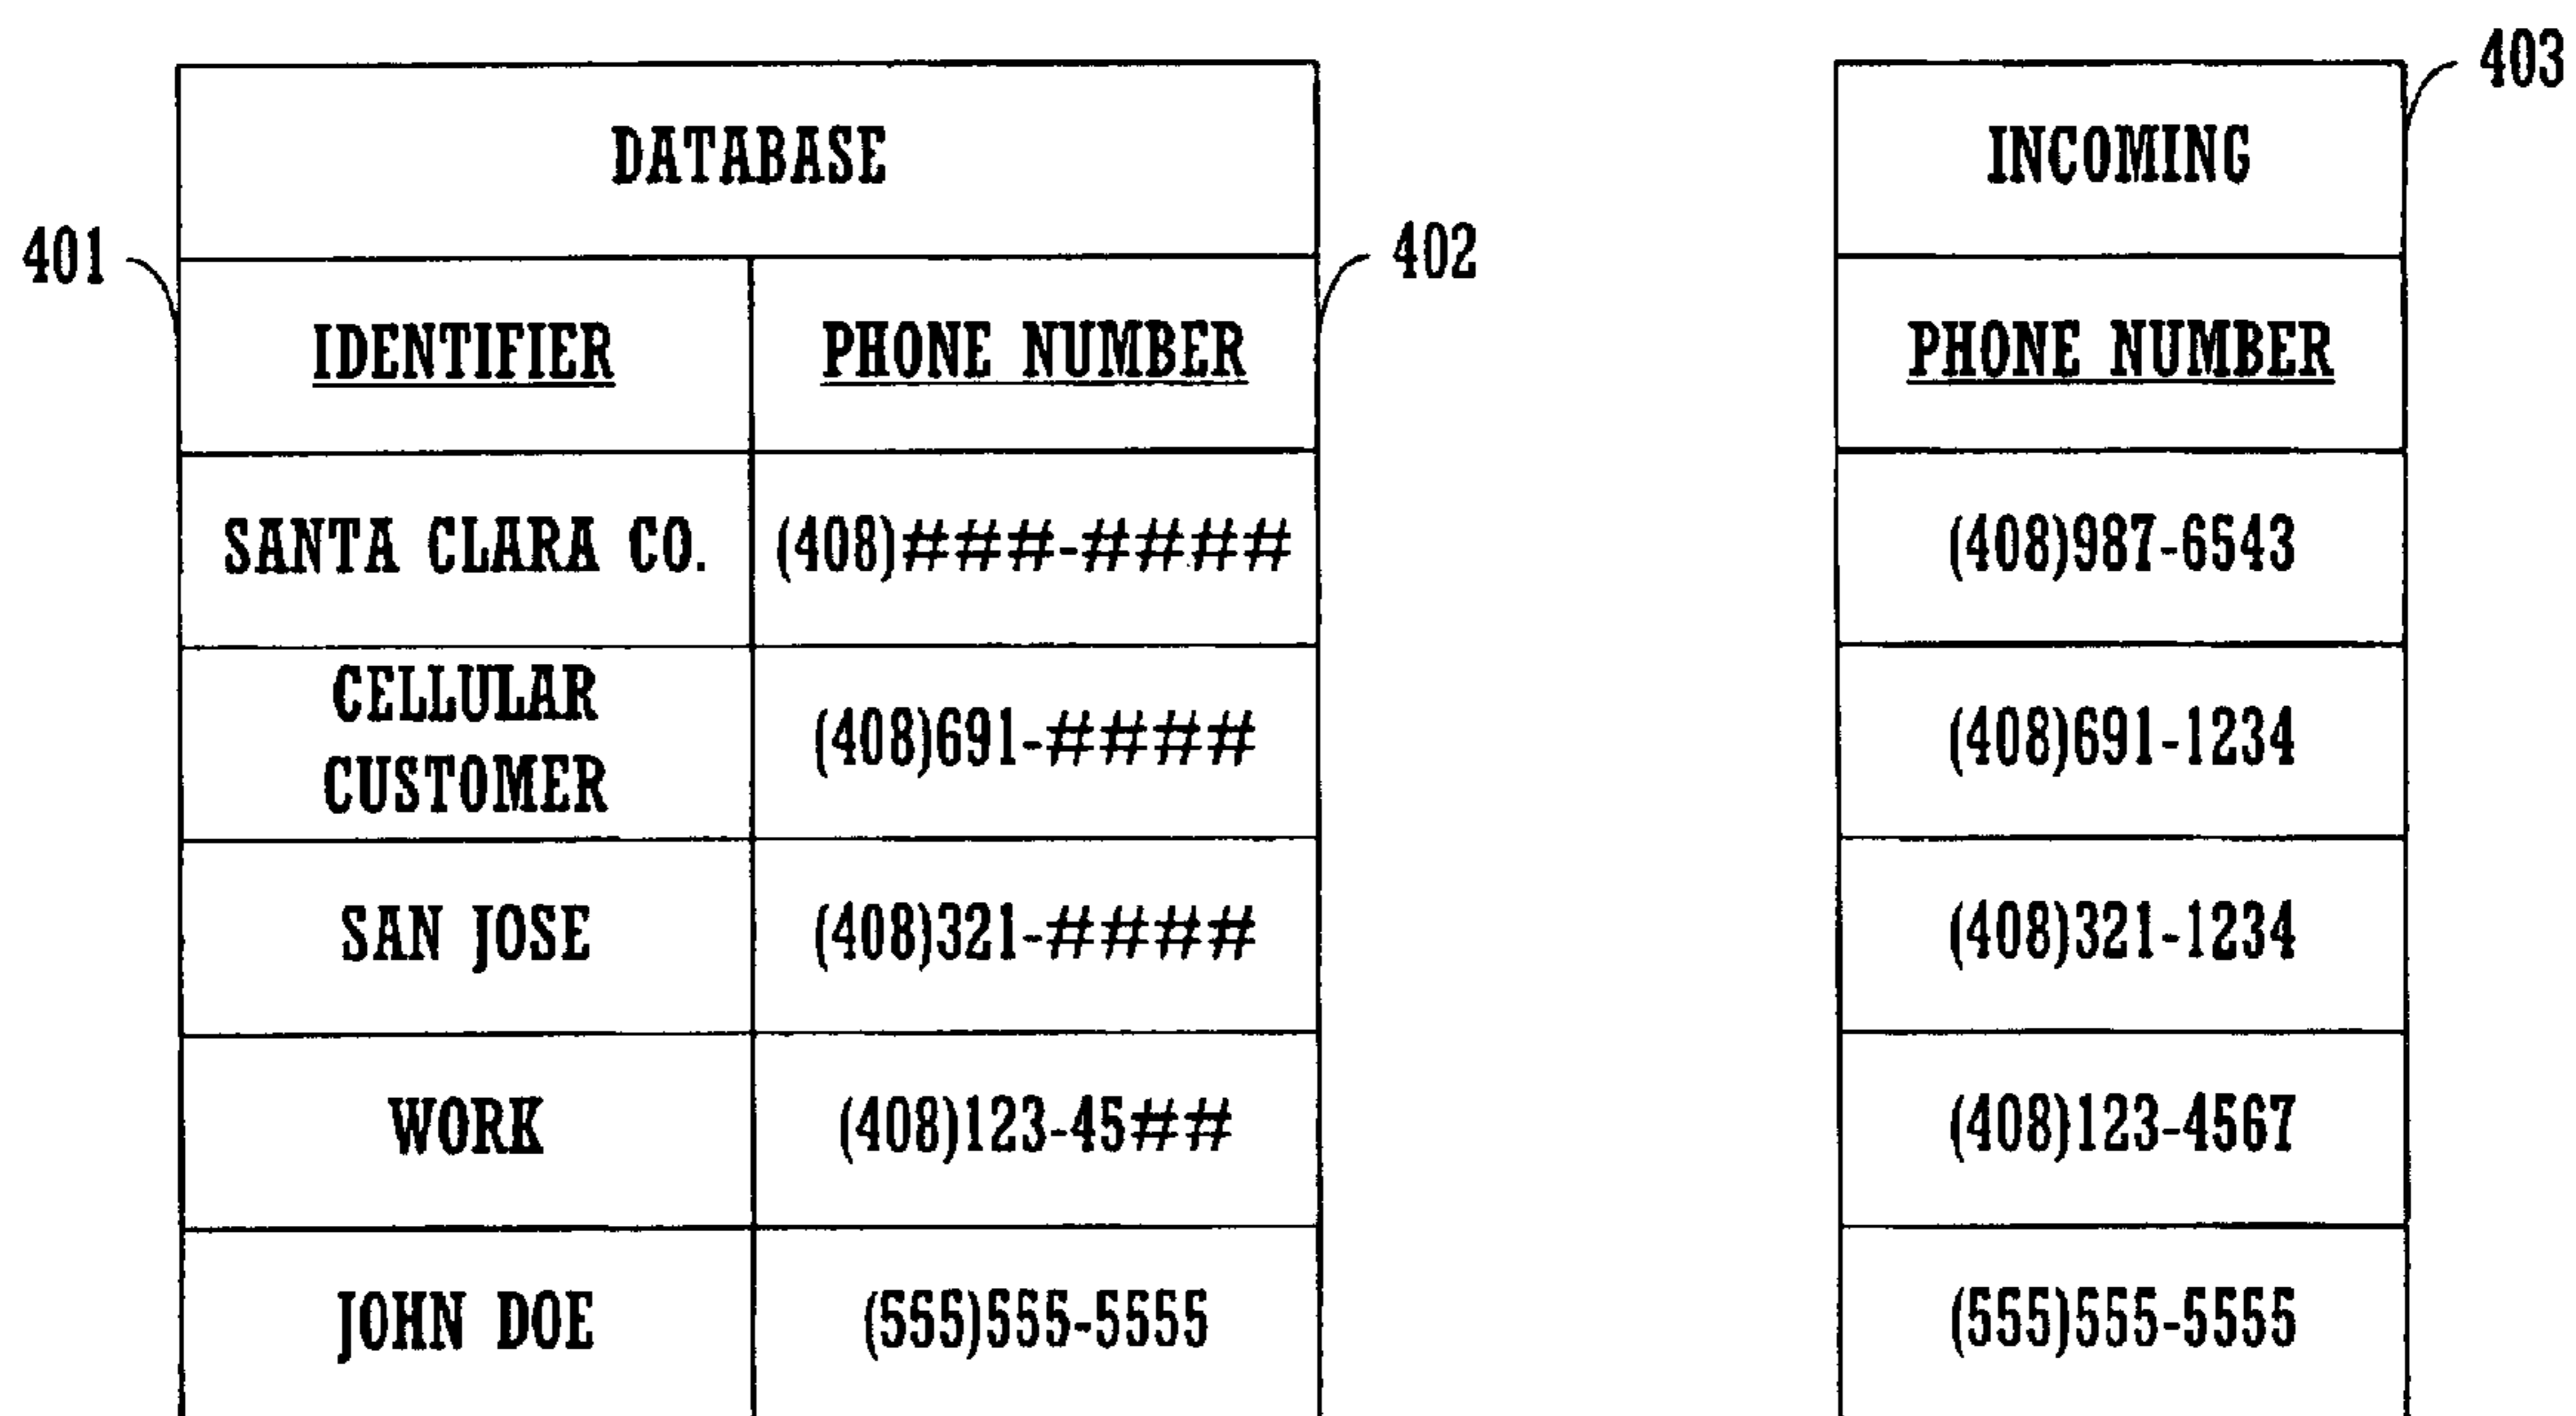 403
DATABASE
INCOMING
401
402
IDENTIFIER
PHONE NUMBER
PHONE NUMBER
SANTA CLARA CO.
(408)###-####
(408)987-6543
CELLULAR
CUSTOMER
(408)691-####
(408)691-1234
SAN JOSE
(408)321-####
(408)321-1234
WORK
(408)123-45##
(408)123-4567
JOHN DOE
(555)555-5555
(555)555-5555